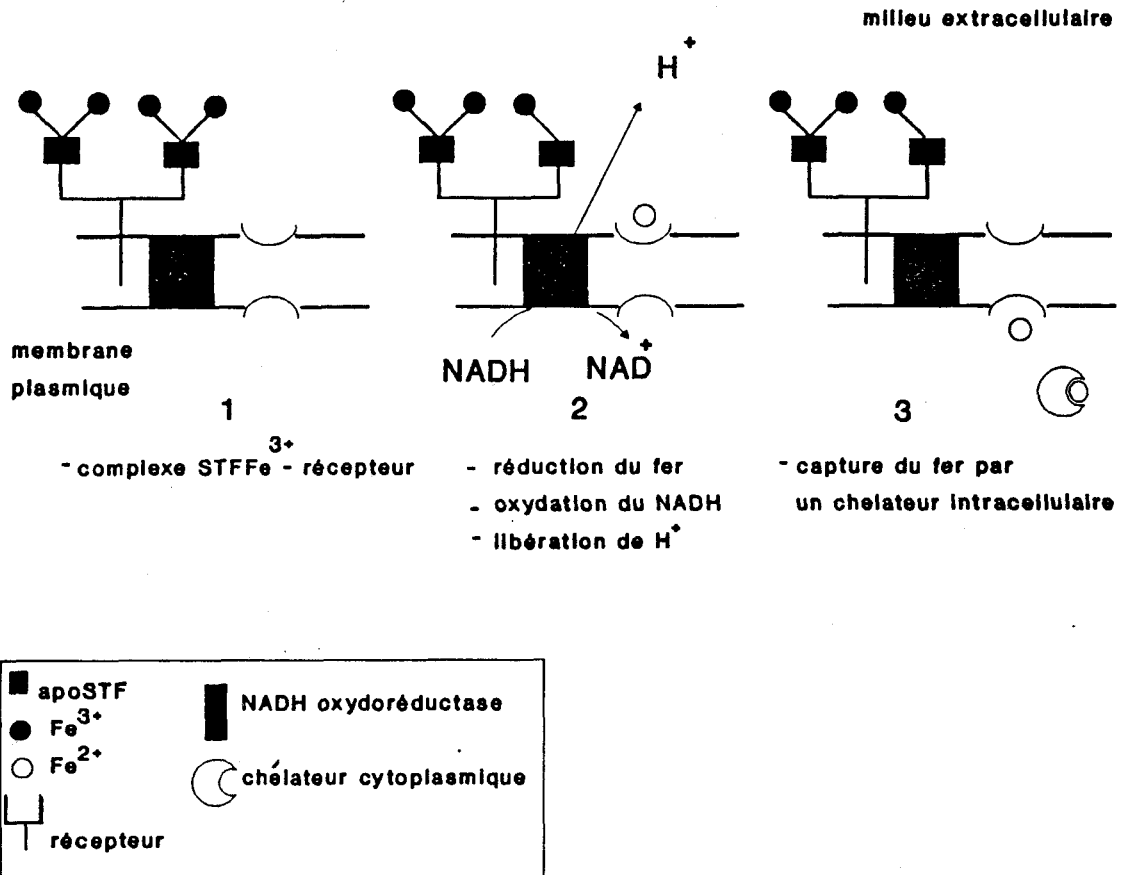 milieu extracellulaire
H+
membrane
plasmique
NADH NAD+
1
2
3
- complexe STFFe3+ - récepteur
- réduction du fer
- oxydation du NADH
- libération de H+
- capture du fer par
un chelateur intracellulaire
apoSTF
Fe3+
Fe2+
récepteur
NADH oxydoréductase
chélateur cytoplasmique